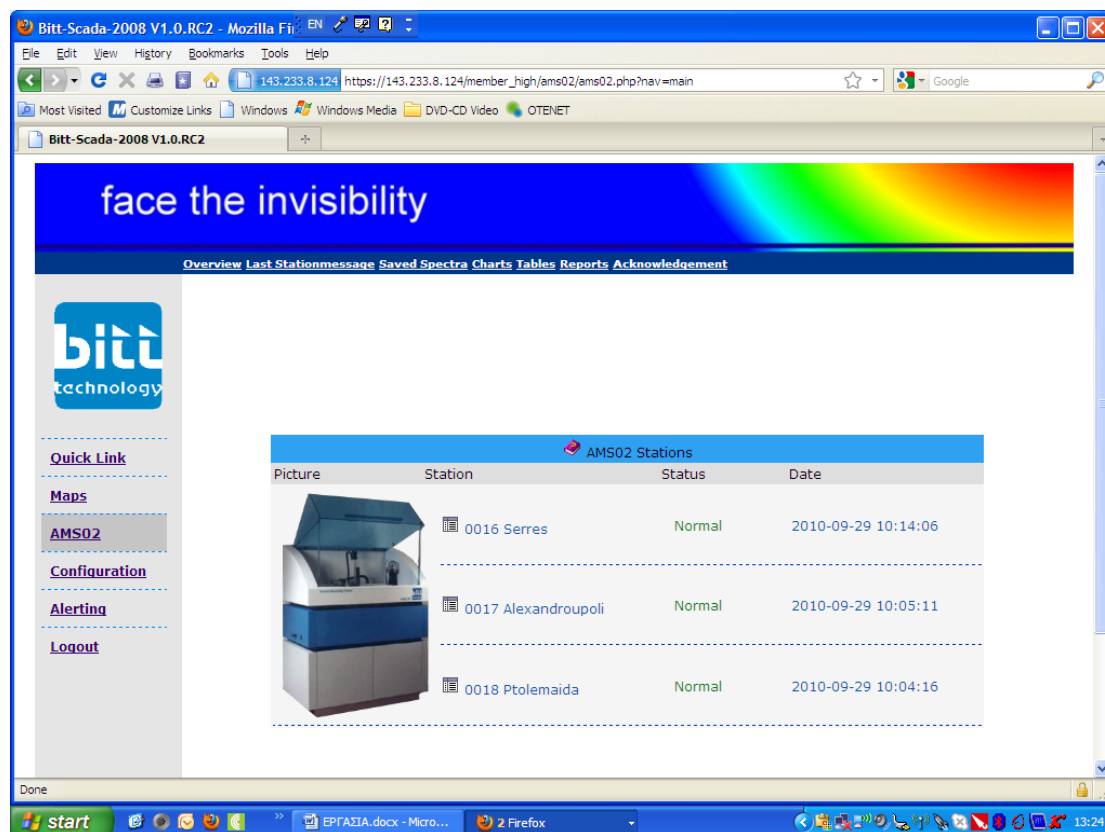 Bitt-Scada-2008 V1.0.RC2 - Mozilla Fi
EN
File Edit View History Bookmarks Tools Help
143.233.8.124 https://143.233.8.124/member_high/ams02/ams02.php?nav=main
Google
Most Visited Customize Links Windows Windows Media DVD-CD Video OTENET
Bitt-Scada-2008 V1.0.RC2
face the invisibility
Overview Last Stationmessage Saved Spectra Charts Tables Reports Acknowledgement
bitt
technology
Quick Link
Maps
AMS02
Configuration
Alerting
Logout
AMS02 Stations
Picture Station Status Date
0016 Serres Normal 2010-09-29 10:14:06
0017 Alexandroupoli Normal 2010-09-29 10:05:11
0018 Ptolemaida Normal 2010-09-29 10:04:16
Done
start
ΕΡΓΑΣΙΑ.docx - Micro...
2 Firefox
13:24